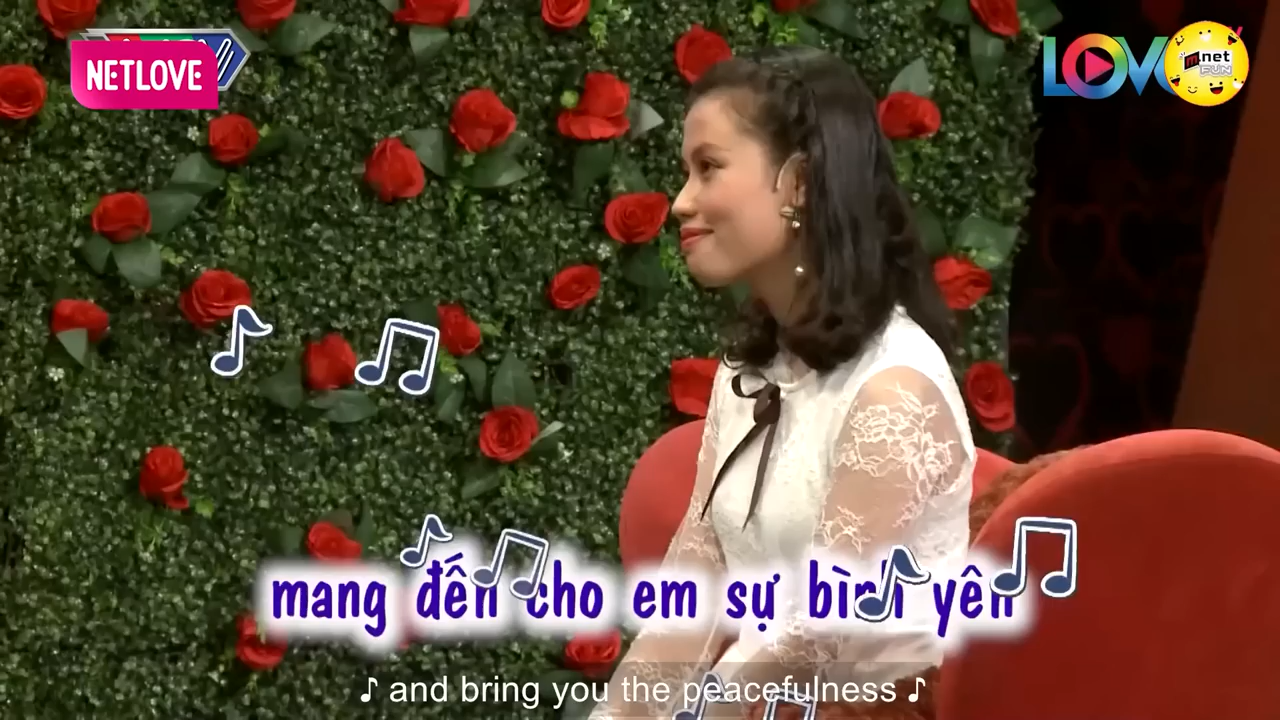 NETLOVE
LOVE
m.net
FUN
mang đến cho em sự bình yên
♪ and bring you the peacefulness ♪